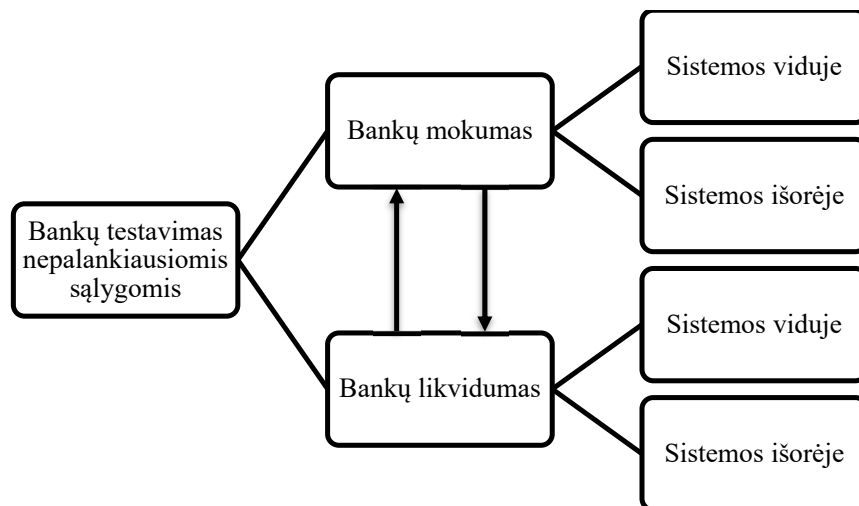 Sistemos viduje
Bankų mokumas
Sistemos išorėje
Bankų testavimas
nepalankiausiomis
sąlygomis
Sistemos viduje
Bankų likvidumas
Sistemos išorėje